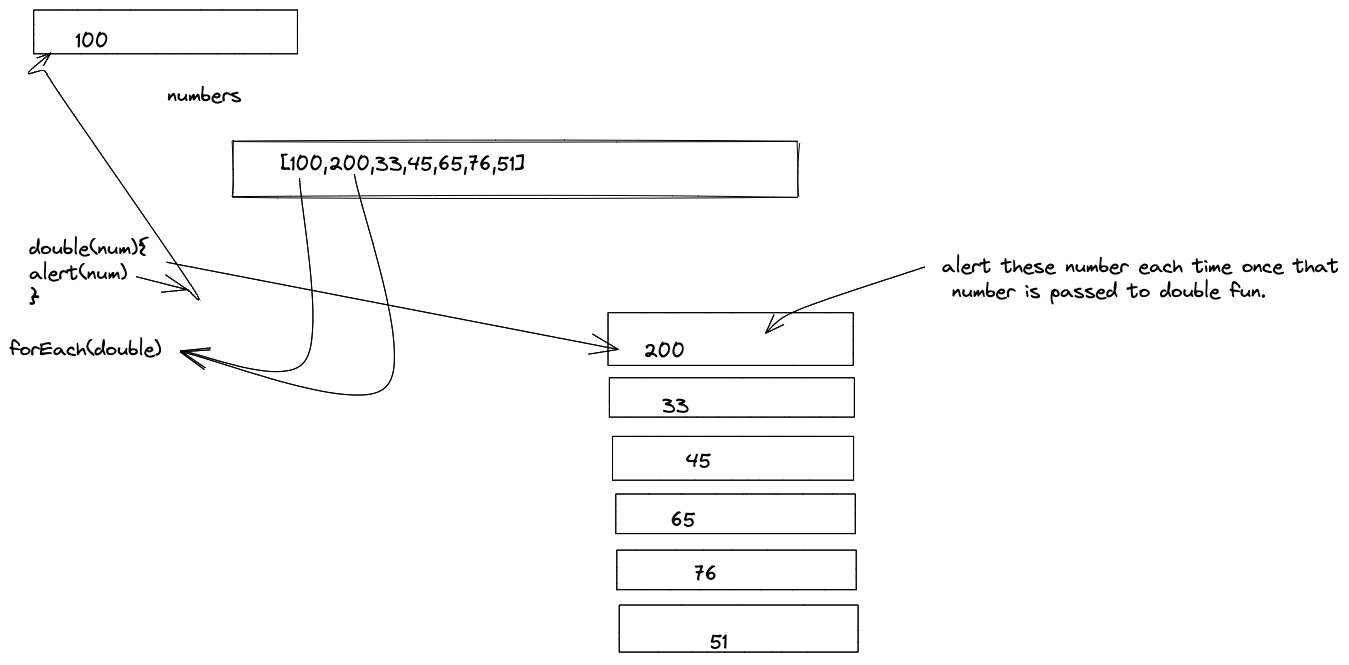 100
numbers
[100,200,33,45,65,76,51]
double(num){
alert(num)
}
forEach(double)
alert these number each time once that
number is passed to double fun.
200
33
45
65
76
51